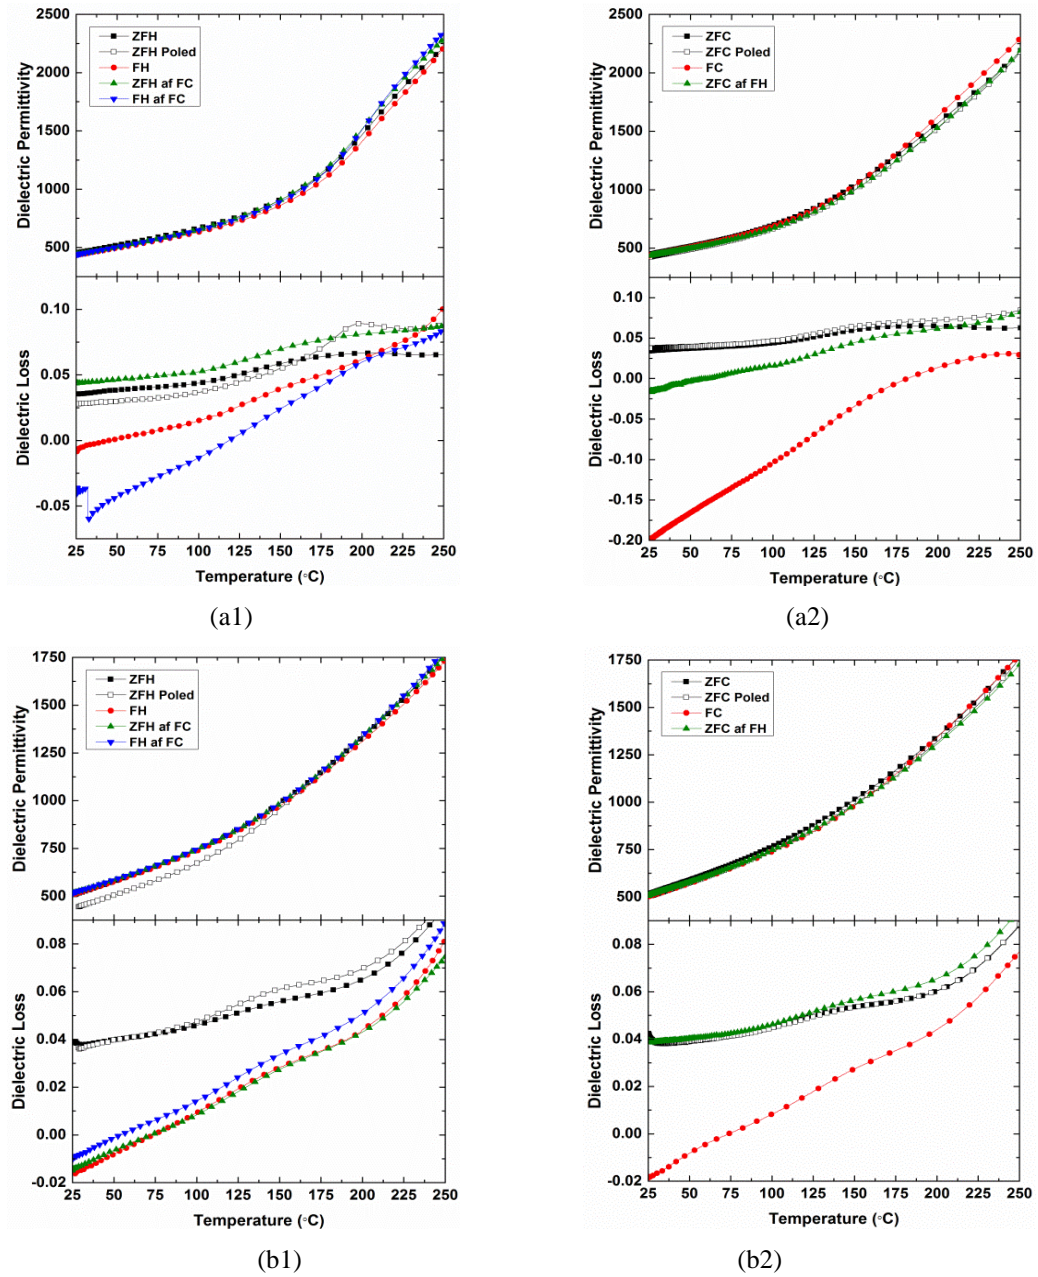 2500
2000
1500
1000
500
Dielectric Permittivity
ZFH
ZFH Poled
FH
ZFH af FC
FH af FC
0.10
0.05
0.00
-0.05
Dielectric Loss
25 50 75 100 125 150 175 200 225 250
Temperature (◦C)
(a1)
2500
2000
1500
1000
500
Dielectric Permittivity
ZFC
ZFC Poled
FC
ZFC af FH
0.10
0.05
0.00
-0.05
-0.10
-0.15
-0.20
Dielectric Loss
25 50 75 100 125 150 175 200 225 250
Temperature (◦C)
(a2)
1750
1500
1250
1000
750
500
Dielectric Permittivity
ZFH
ZFH Poled
FH
ZFH af FC
FH af FC
0.08
0.06
0.04
0.02
0.00
-0.02
Dielectric Loss
25 50 75 100 125 150 175 200 225 250
Temperature (◦C)
(b1)
1750
1500
1250
1000
750
500
Dielectric Permittivity
ZFC
ZFC Poled
FC
ZFC af FH
0.08
0.06
0.04
0.02
0.00
-0.02
Dielectric Loss
25 50 75 100 125 150 175 200 225 250
Temperature (◦C)
(b2)